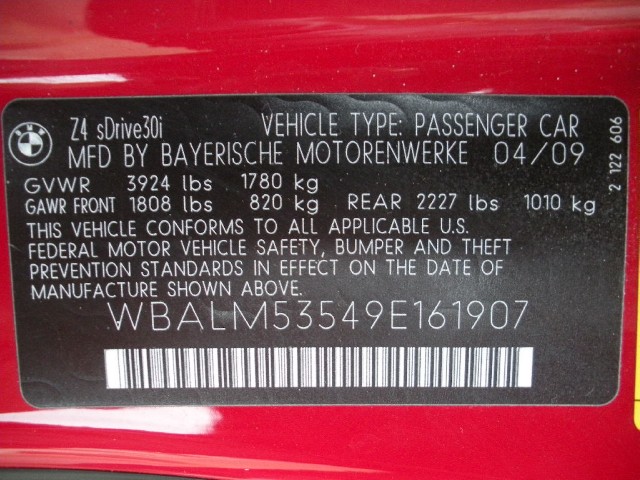 BMW
Z4 sDrive30i VEHICLE TYPE: PASSENGER CAR
MFD BY BAYERISCHE MOTORENWERKE 04/09
GVWR 3924 lbs 1780 kg
GAWR FRONT 1808 lbs 820 kg REAR 2227 lbs 1010 kg
THIS VEHICLE CONFORMS TO ALL APPLICABLE U.S.
FEDERAL MOTOR VEHICLE SAFETY, BUMPER AND THEFT
PREVENTION STANDARDS IN EFFECT ON THE DATE OF
MANUFACTURE SHOWN ABOVE.
WBALM53549E161907
2 122 606